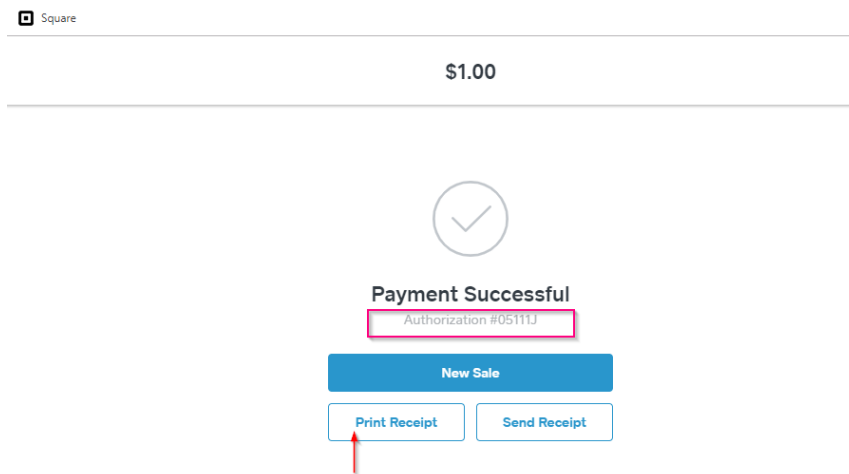 Square
$1.00
Payment Successful
Authorization #05111J
New Sale
Print Receipt
Send Receipt